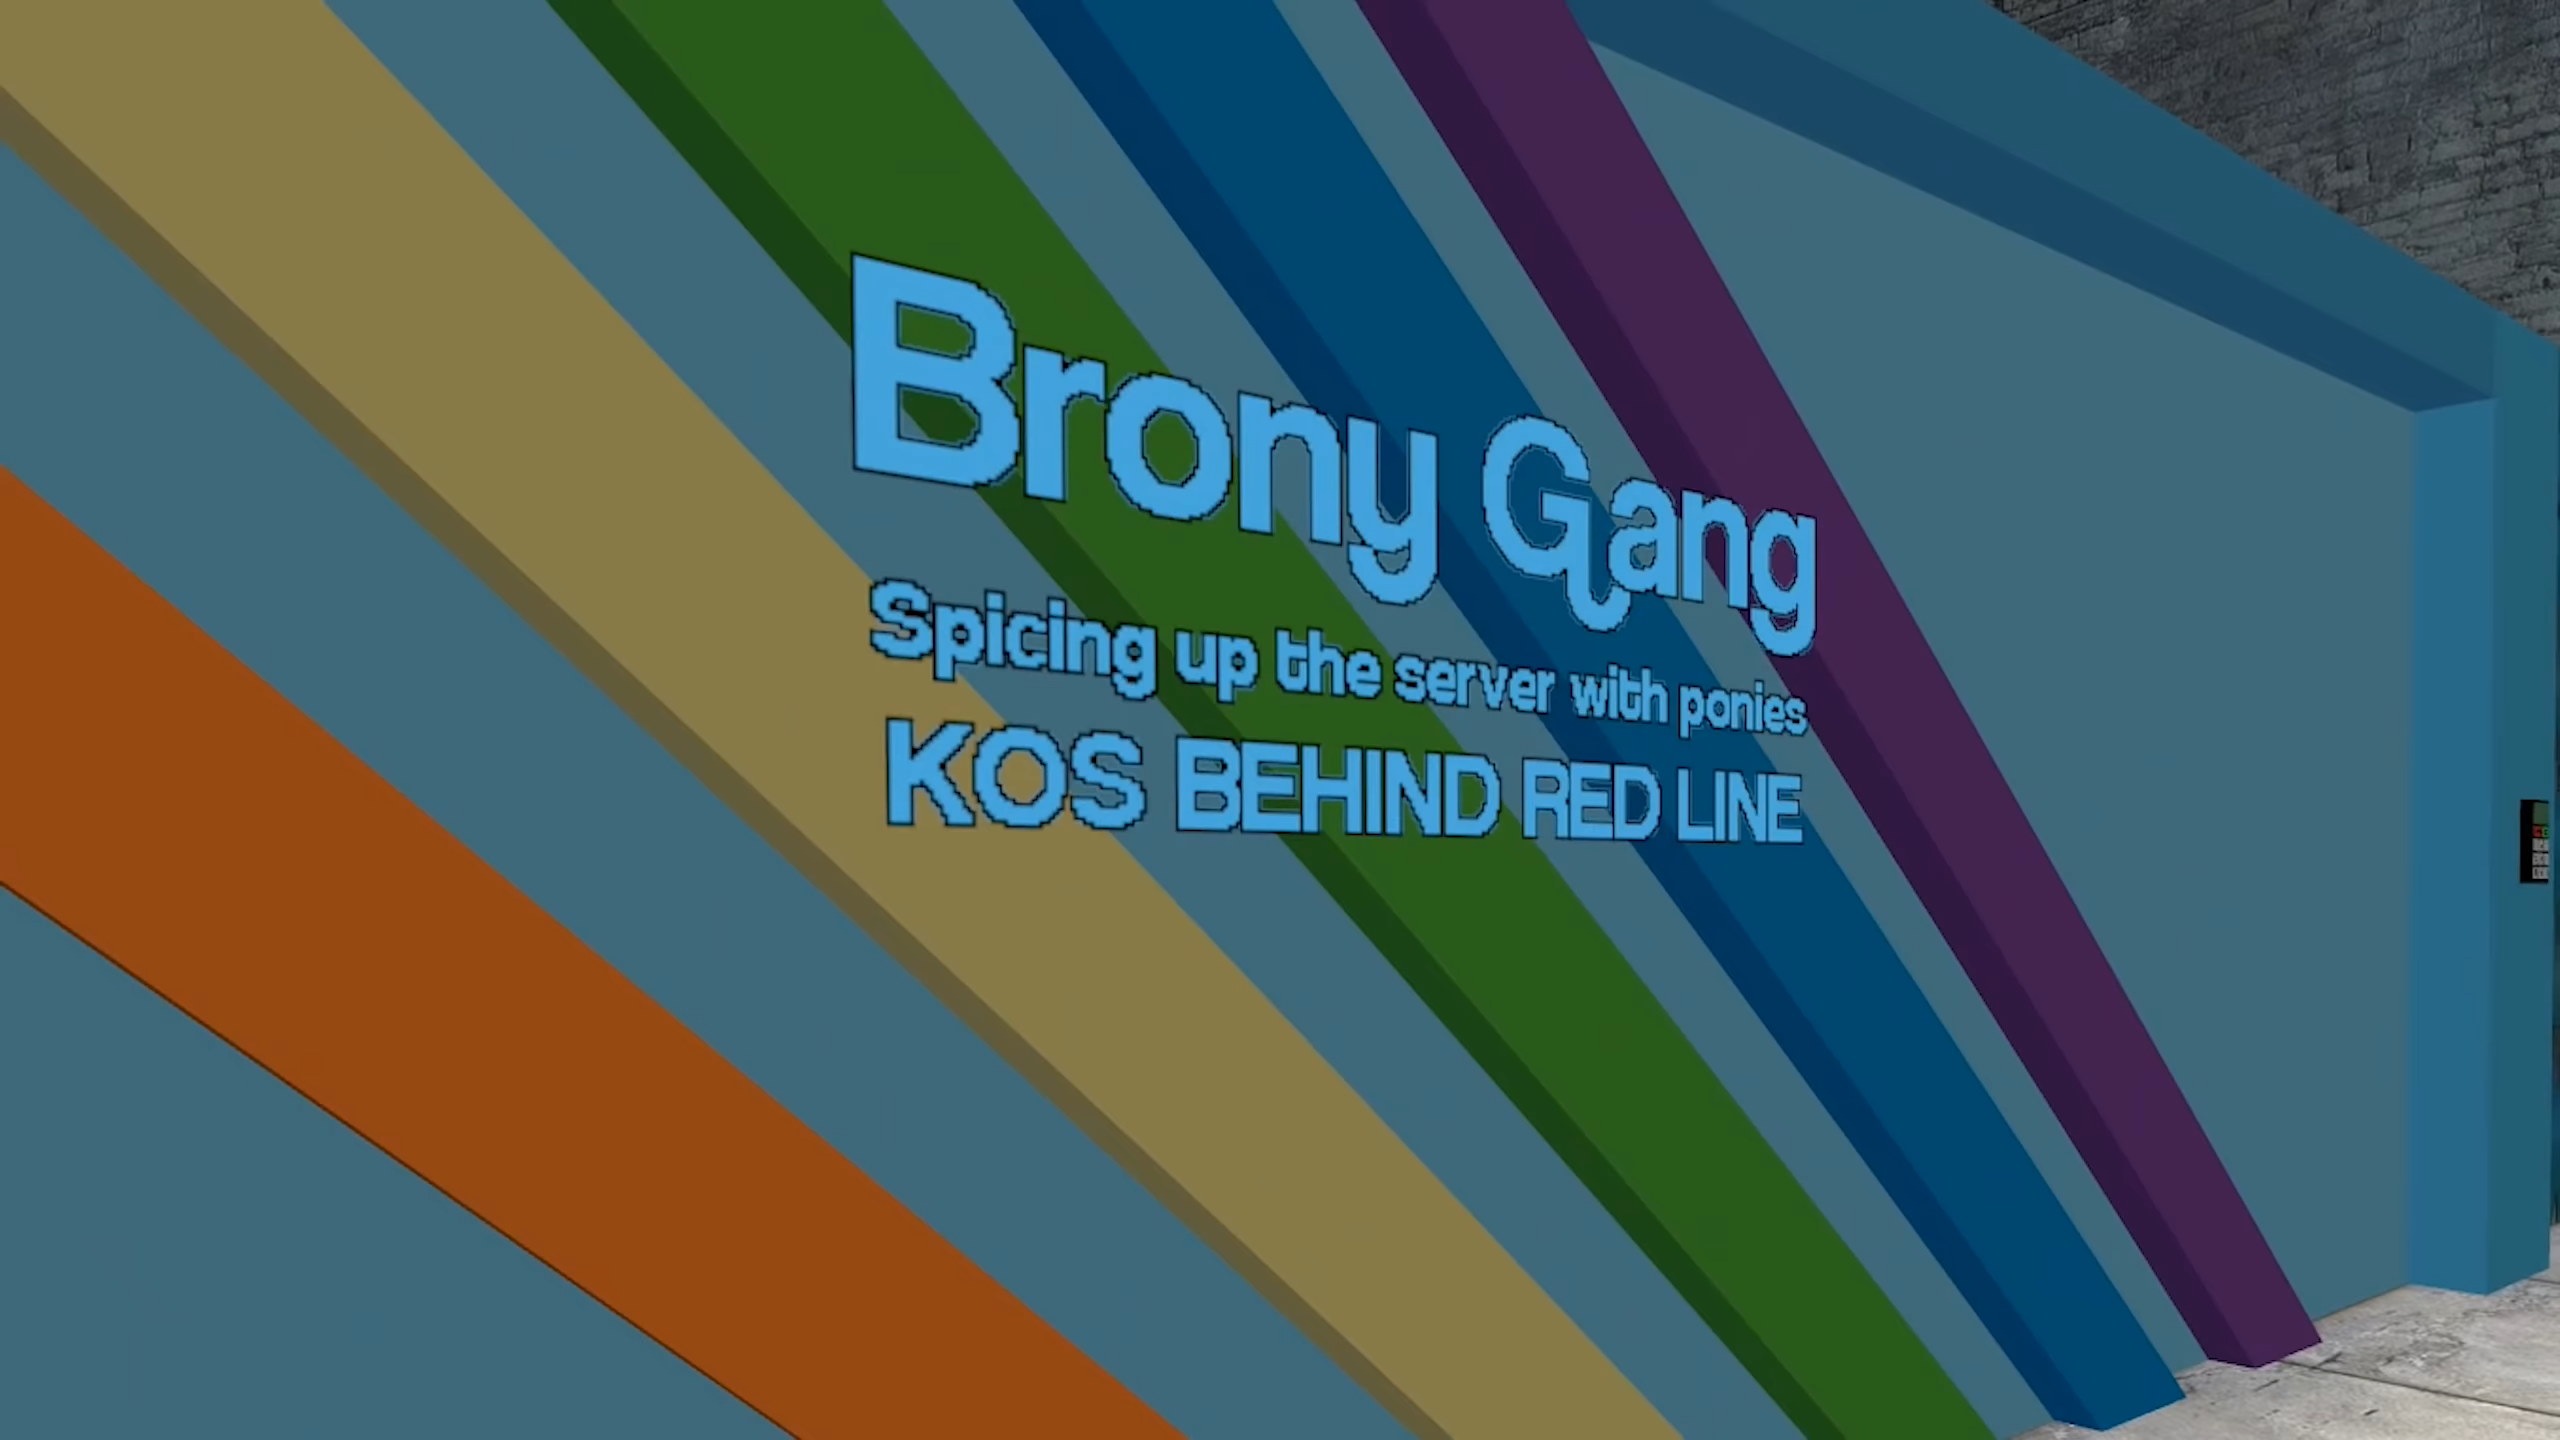 Brony Gang
Spicing up the server with ponies
KOS BEHIND RED LINE